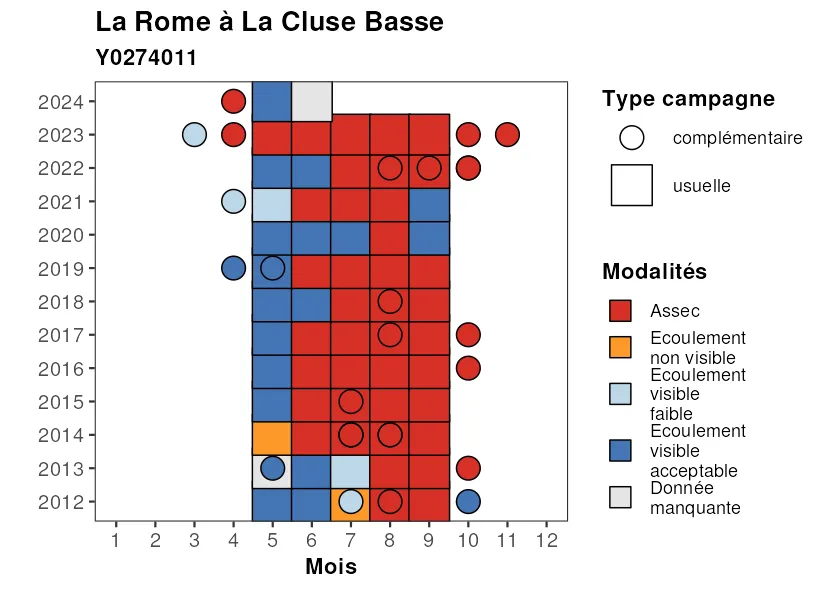 La Rome à La Cluse Basse
Y0274011
2024
2023
2022
2021
2020
2019
2018
2017
2016
2015
2014
2013
2012
1 2 3 4 5 6 7 8 9 10 11 12
Mois
Type campagne
complémentaire
usuelle
Modalités
Assec
Ecoulement
non visible
Ecoulement
visible
faible
Ecoulement
visible
acceptable
Donnée
manquante